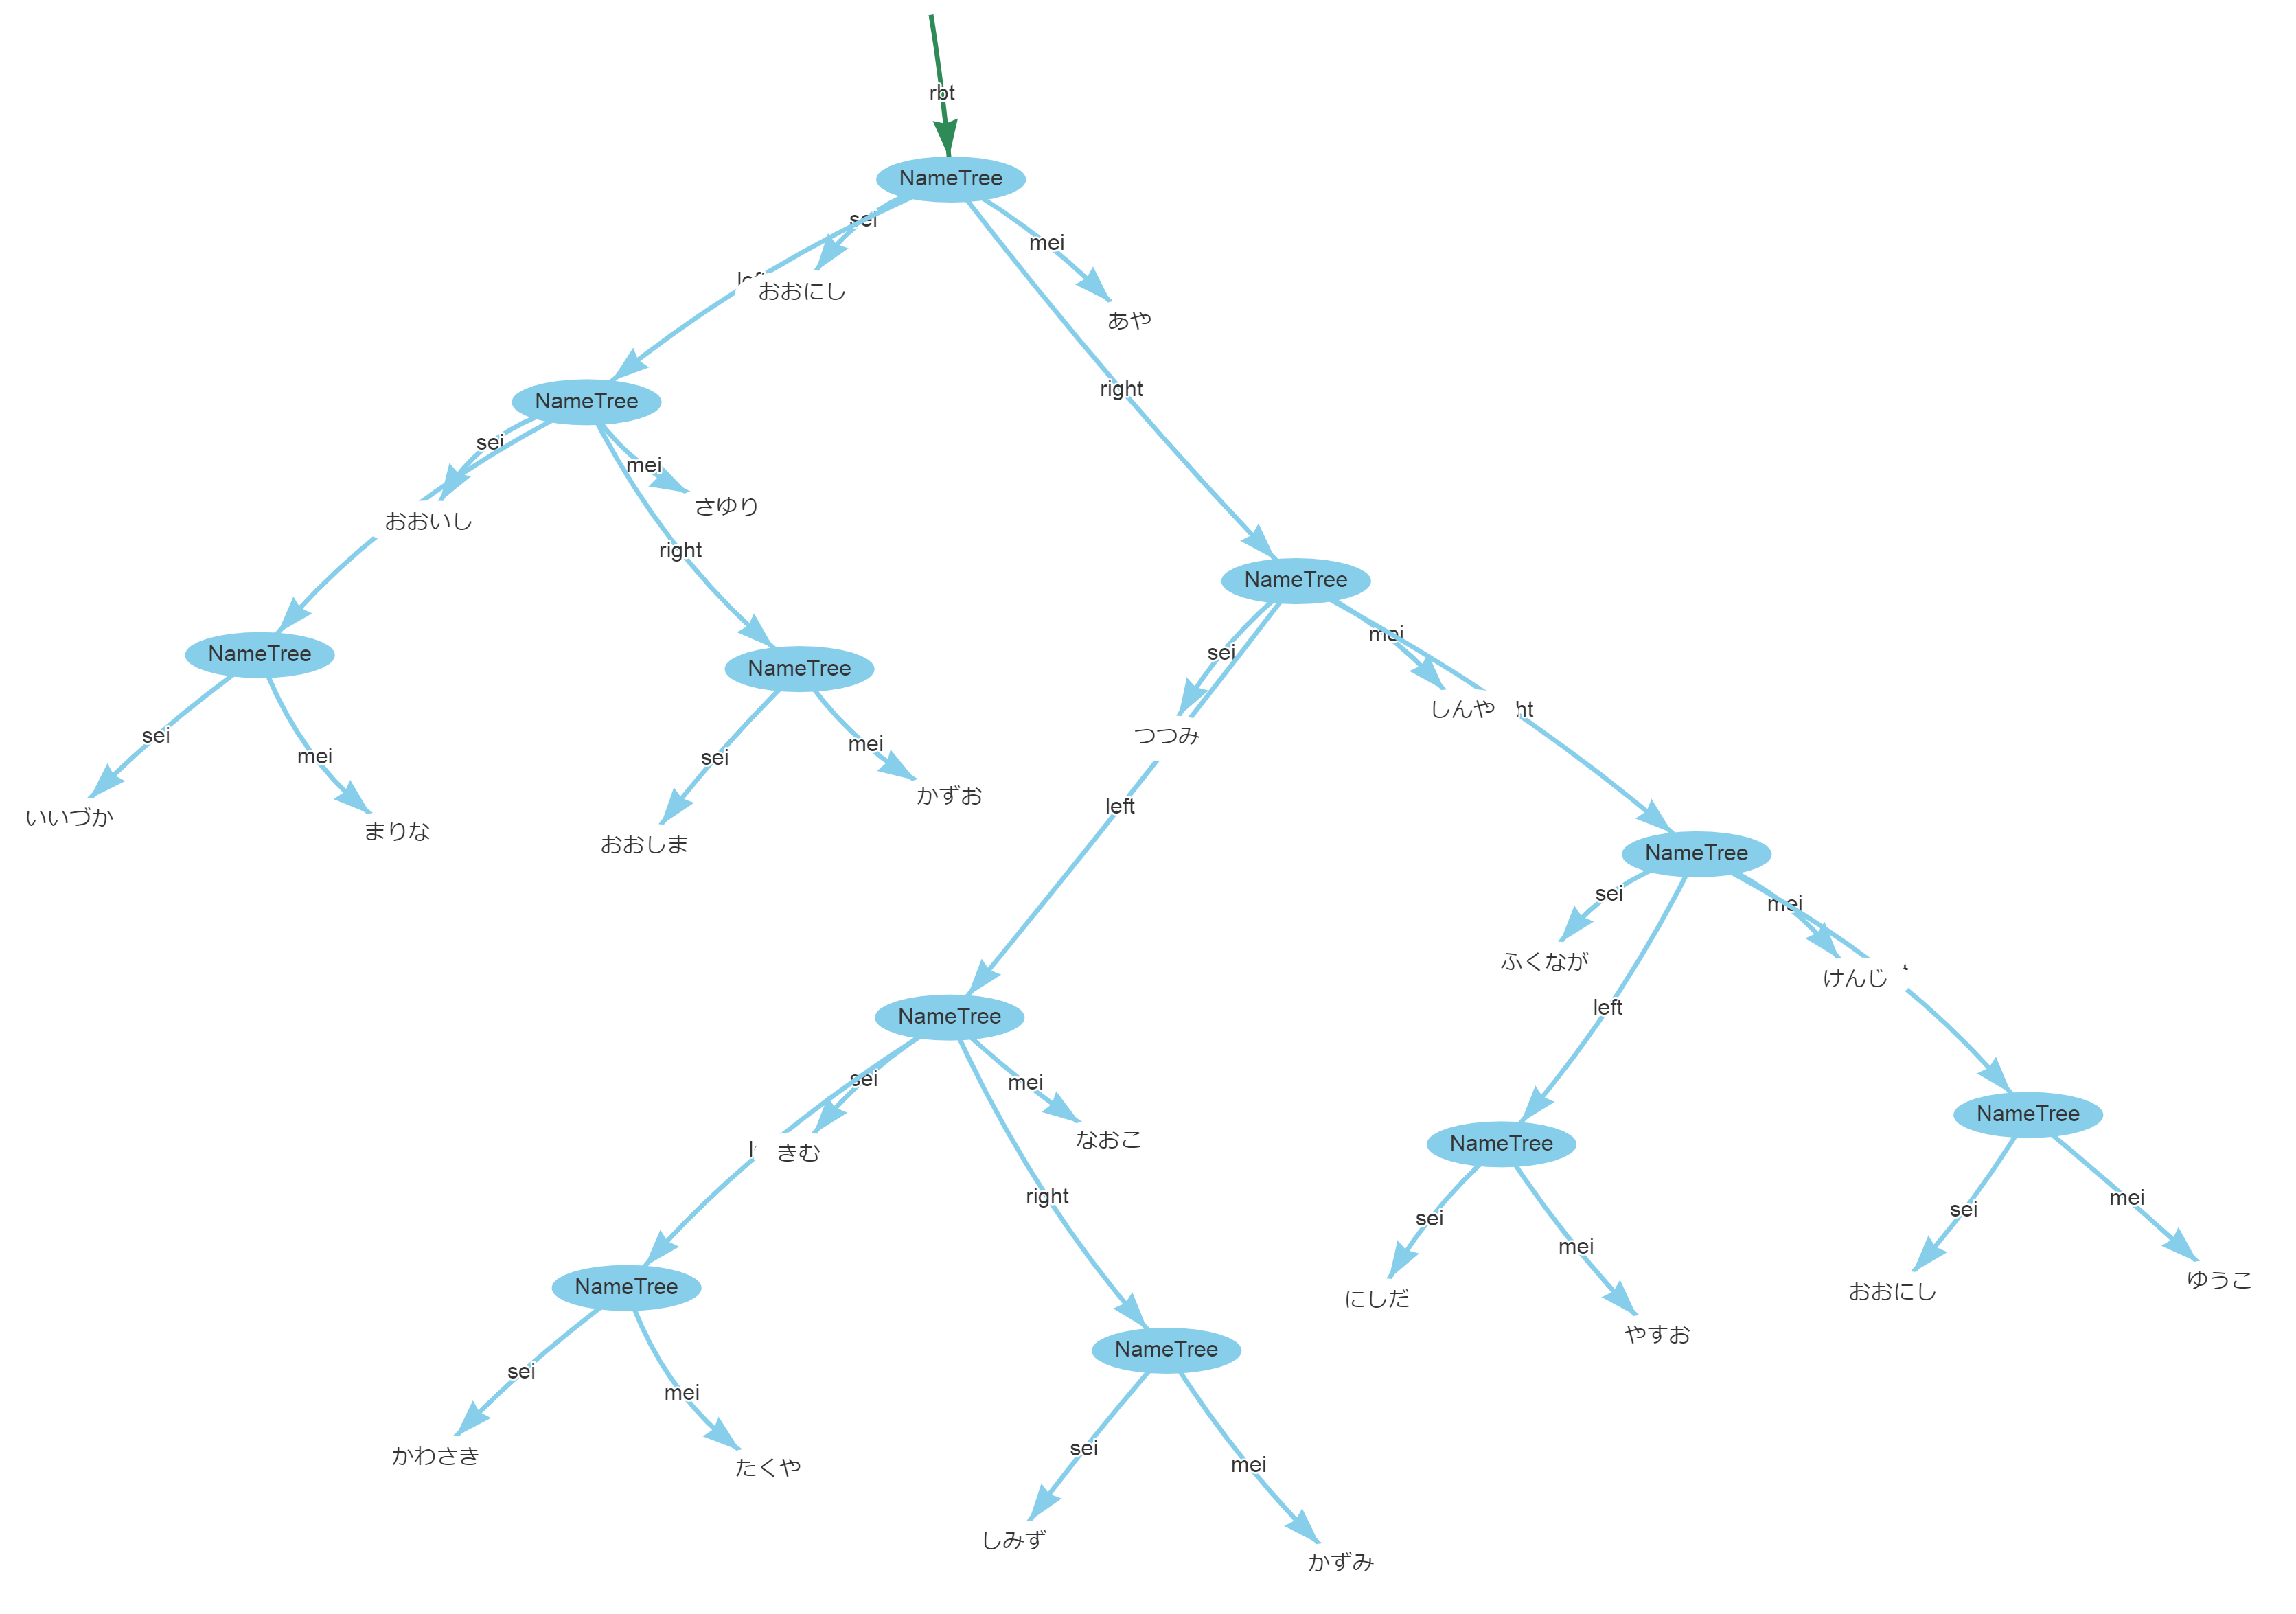 rbt
NameTree
sei
mei
おおにし
あや
right
NameTree
sei
mei
さゆり
おおいし
right
NameTree
sei
mei
つつみ
しんや
NameTree
sei
mei
いいづか
まりな
NameTree
sei
mei
おおしま
かずお
left
NameTree
sei
mei
ふくなが
けんじ
left
NameTree
sei
mei
きむ
なおこ
right
NameTree
sei
mei
にしだ
やすお
NameTree
sei
mei
おおにし
ゆうこ
NameTree
sei
mei
かわさき
たくや
NameTree
sei
mei
しみず
かずみ